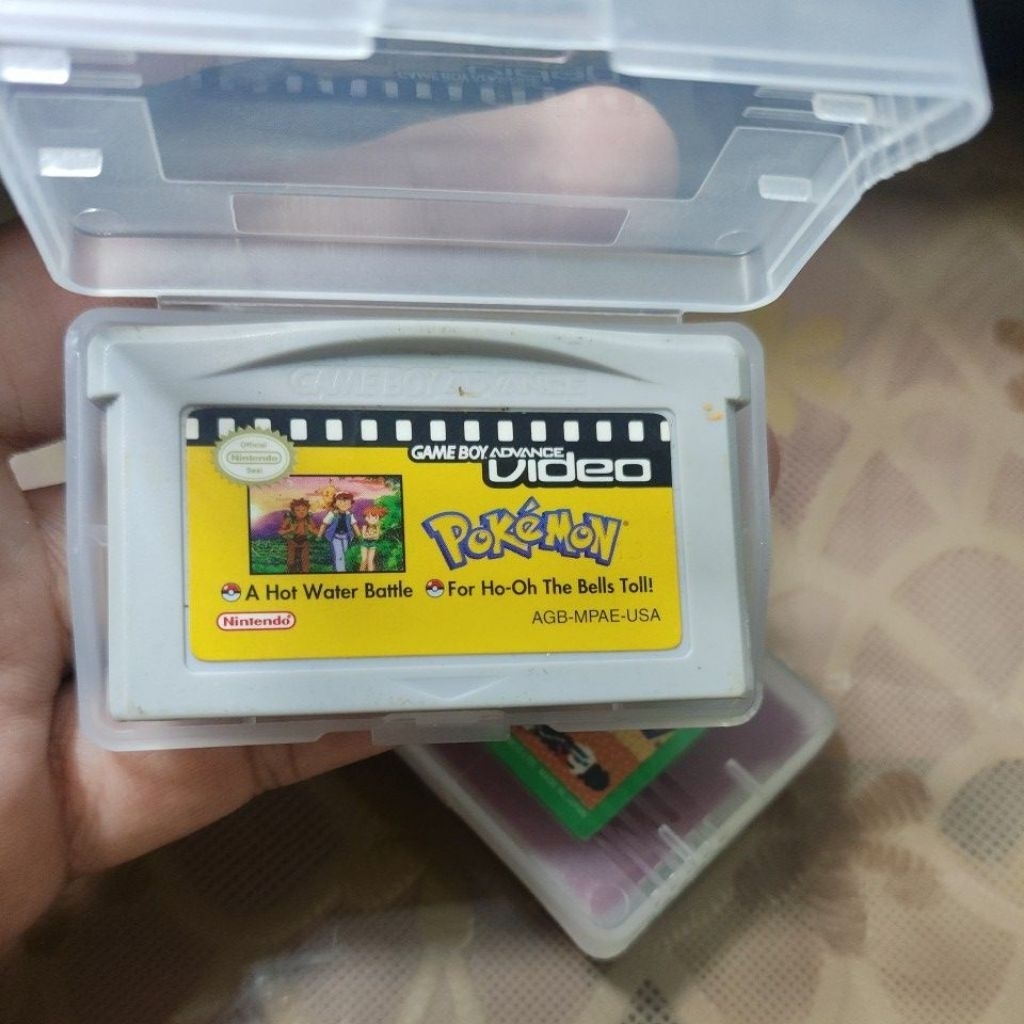 GAME BOY ADVANCE
GAME BOY ADVANCE
Video
Official
Nintendo
Seal
POKéMON
A Hot Water Battle
For Ho-Oh The Bells Toll!
Nintendo
AGB-MPAE-USA